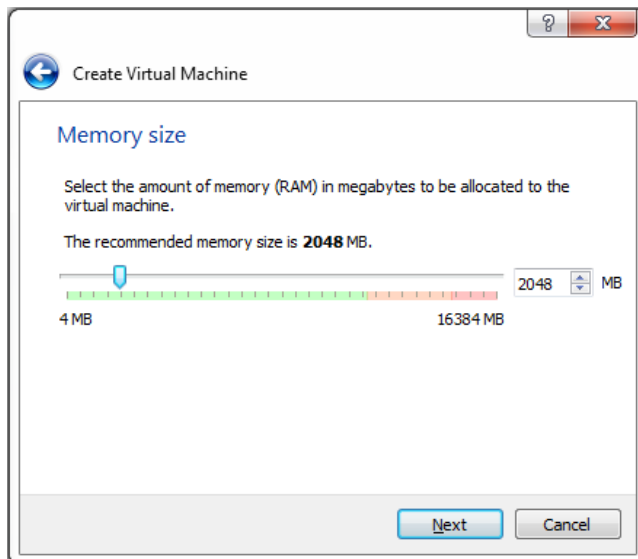 ?
X
Create Virtual Machine
Memory size
Select the amount of memory (RAM) in megabytes to be allocated to the
virtual machine.
The recommended memory size is 2048 MB.
2048 MB
4 MB 16384 MB
Next Cancel